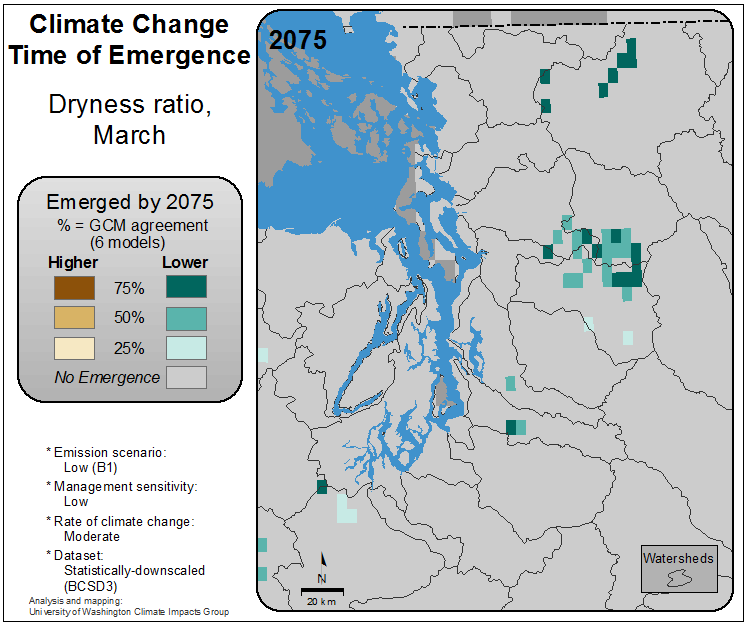 Climate Change
Time of Emergence
Dryness ratio,
March
Emerged by 2075
% = GCM agreement
(6 models)
Higher Lower
75%
50%
25%
No Emergence
* Emission scenario:
Low (B1)
* Management sensitivity:
Low
* Rate of climate change:
Moderate
* Dataset:
Statistically-downscaled
(BCSD3)
Analysis and mapping:
University of Washington Climate Impacts Group
2075
Watersheds
N
20 km